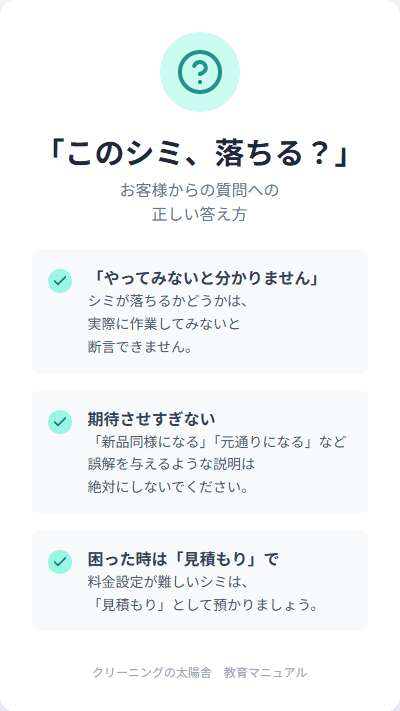 「このシミ、落ちる？」
お客様からの質問への
正しい答え方
「やってみないと分かりません」
シミが落ちるかどうかは、
実際に作業してみないと
断言できません。
期待させすぎない
「新品同様になる」「元通りになる」など
誤解を与えるような説明は
絶対にしないでください。
困った時は「見積もり」で
料金設定が難しいシミは、
「見積もり」として預かりましょう。
クリーニングの太陽舎　教育マニュアル